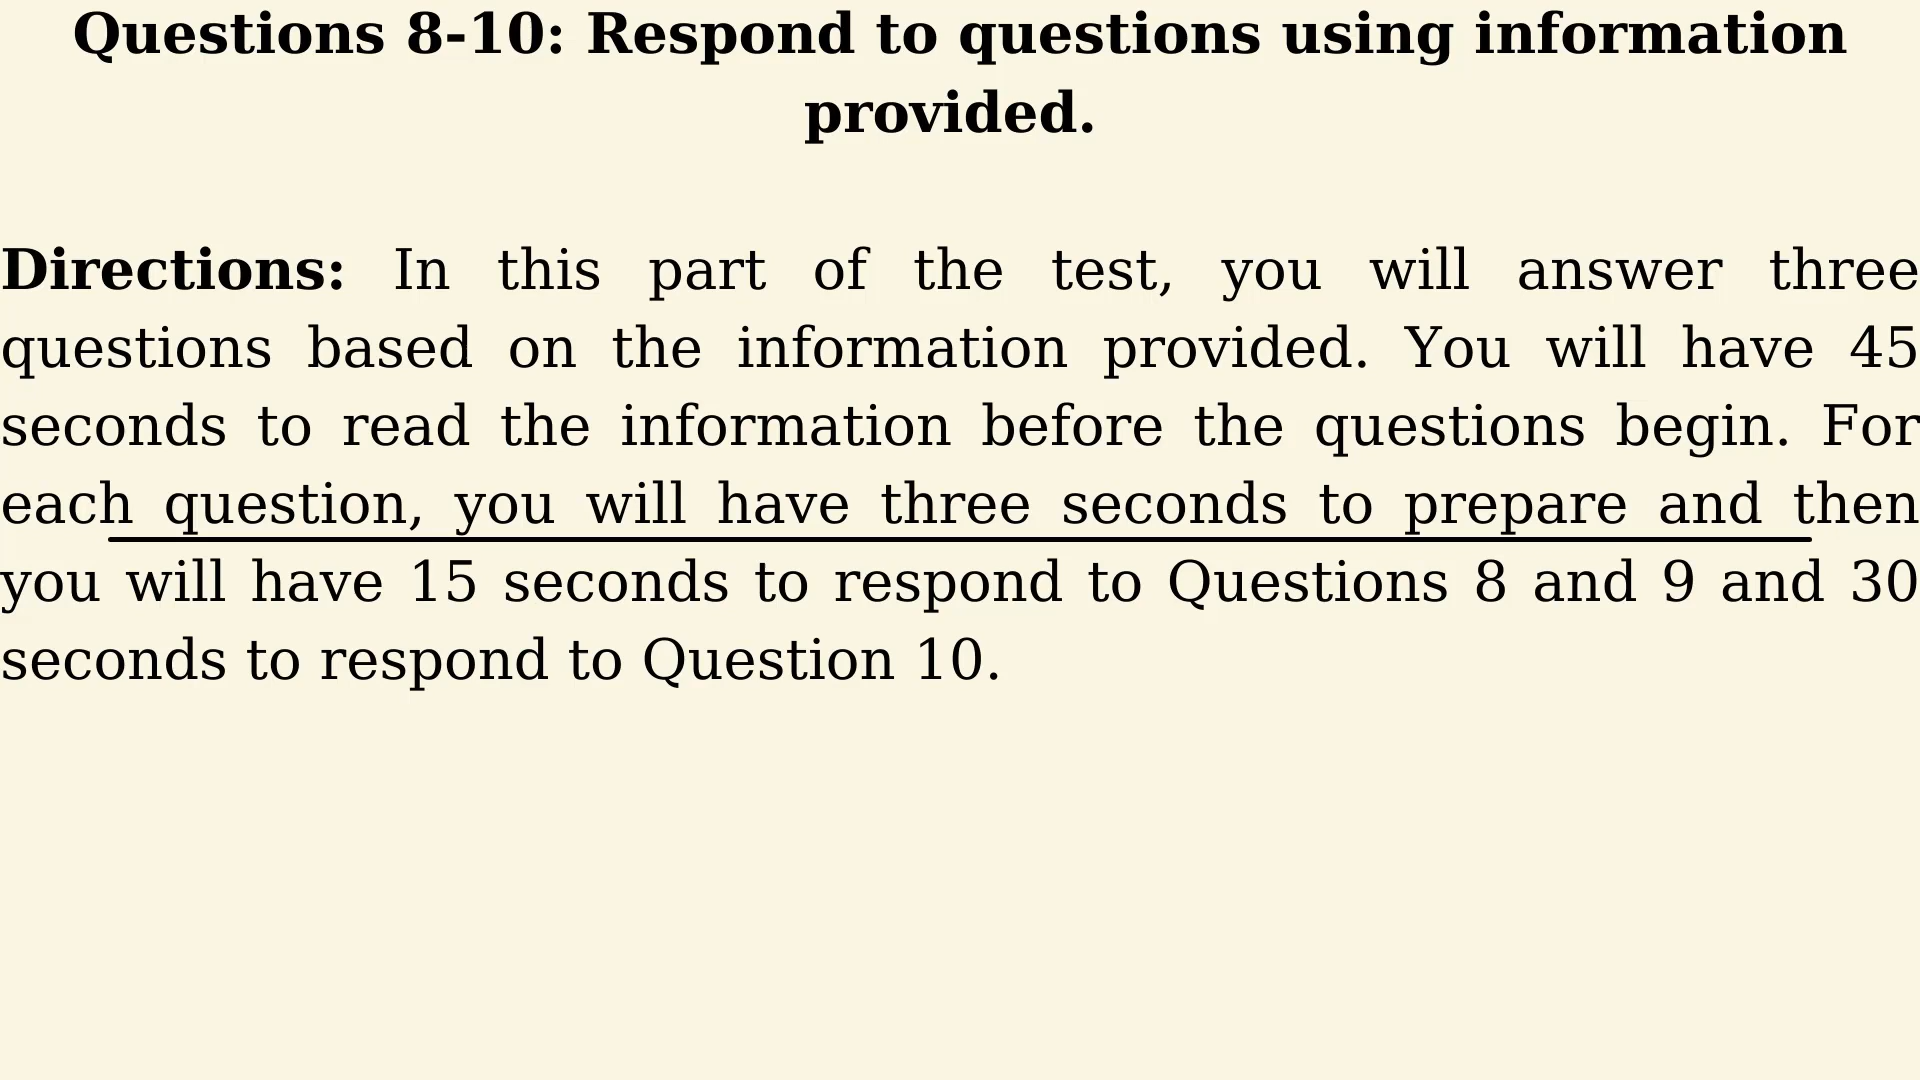 Questions 8-10: Respond to questions using information
provided.
Directions: In this part of the test, you will answer three
questions based on the information provided. You will have 45
seconds to read the information before the questions begin. For
each question, you will have three seconds to prepare and then
you will have 15 seconds to respond to Questions 8 and 9 and 30
seconds to respond to Question 10.